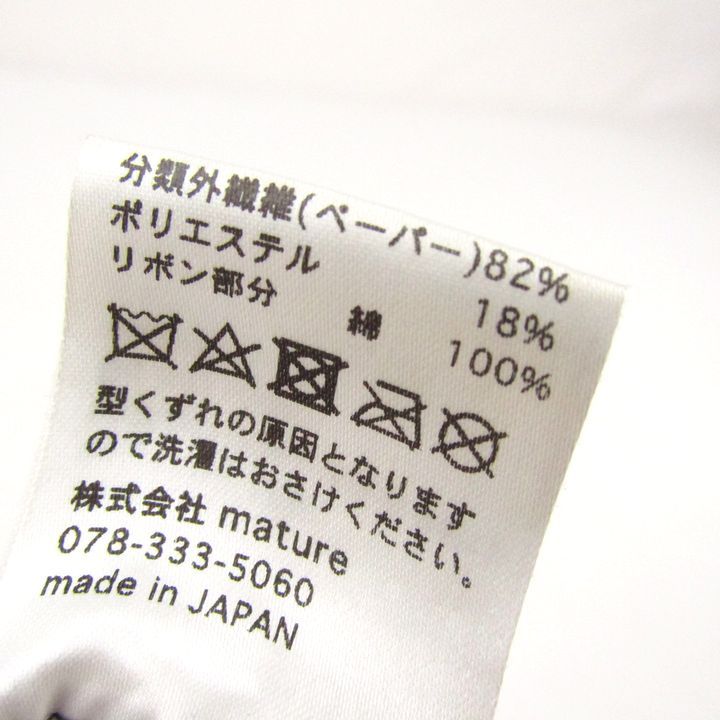 分類外繊維(ペーパー)82%
ポリエステル 18%
リボン部分 綿 100%
型くずれの原因となります
ので洗濯はおさけください。
株式会社 mature
078-333-5060
made in JAPAN